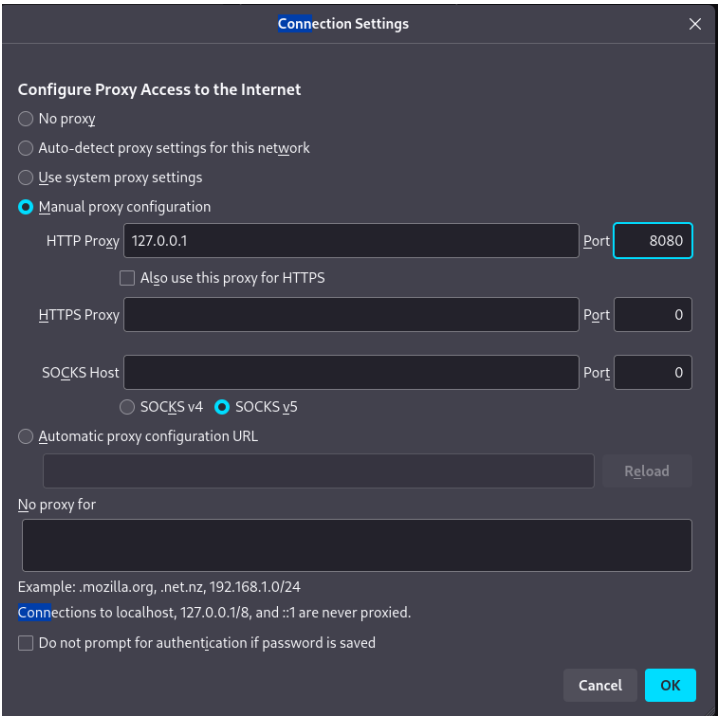 Connection Settings
Configure Proxy Access to the Internet
No proxy
Auto-detect proxy settings for this network
Use system proxy settings
Manual proxy configuration
HTTP Proxy 127.0.0.1 Port 8080
Also use this proxy for HTTPS
HTTPS Proxy Port 0
SOCKS Host Port 0
SOCKS v4 SOCKS v5
Automatic proxy configuration URL
Reload
No proxy for
Example: .mozilla.org, .net.nz, 192.168.1.0/24
Connections to localhost, 127.0.0.1/8, and ::1 are never proxied.
Do not prompt for authentication if password is saved
Cancel OK